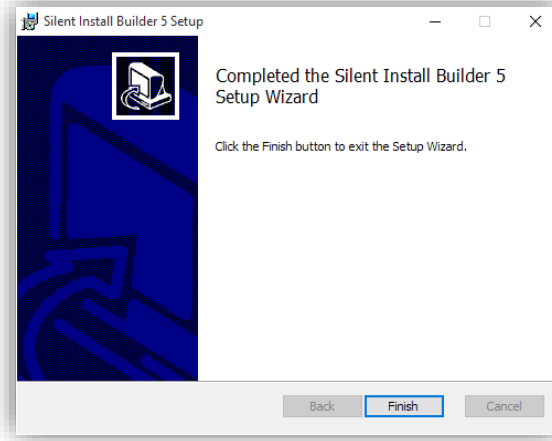 Silent Install Builder 5 Setup
Completed the Silent Install Builder 5
Setup Wizard
Click the Finish button to exit the Setup Wizard.
Back
Finish
Cancel